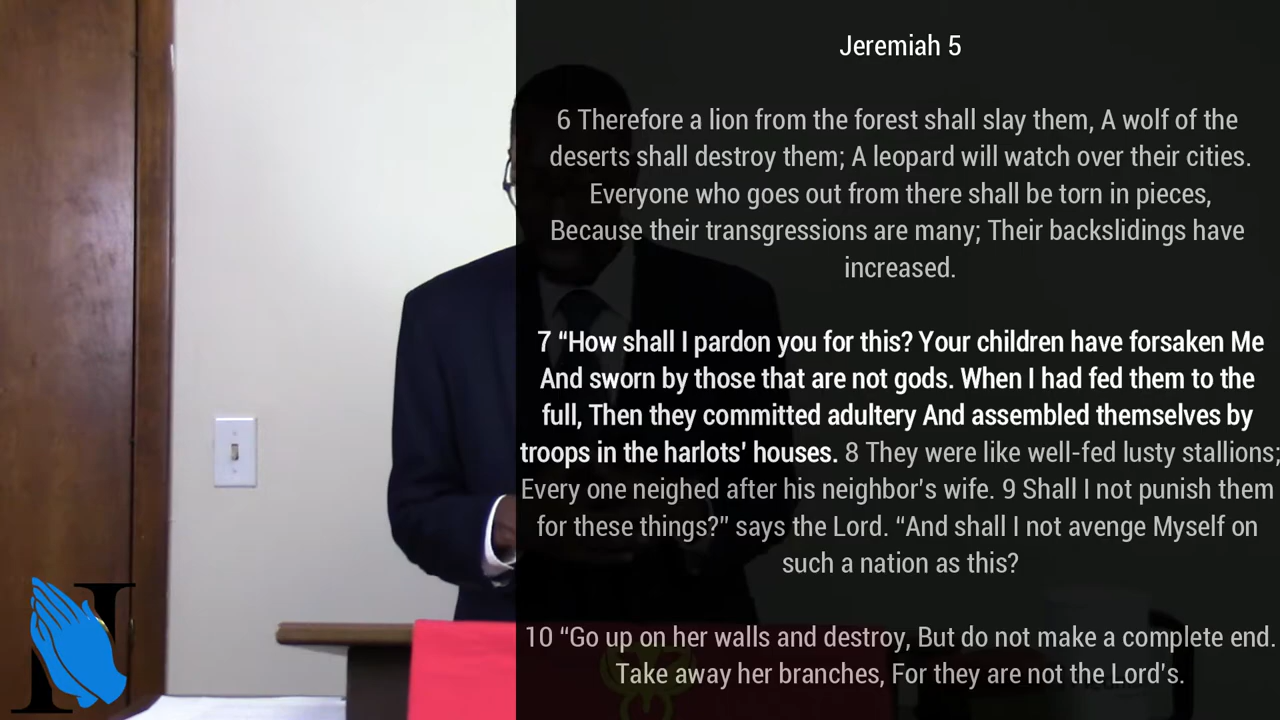 Jeremiah 5
6 Therefore a lion from the forest shall slay them, A wolf of the
deserts shall destroy them; A leopard will watch over their cities.
Everyone who goes out from there shall be torn in pieces,
Because their transgressions are many; Their backslidings have
increased.
7 “How shall I pardon you for this? Your children have forsaken Me
And sworn by those that are not gods. When I had fed them to the
full, Then they committed adultery And assembled themselves by
troops in the harlots’ houses. 8 They were like well-fed lusty stallions;
Every one neighed after his neighbor’s wife. 9 Shall I not punish them
for these things?” says the Lord. “And shall I not avenge Myself on
such a nation as this?
10 “Go up on her walls and destroy, But do not make a complete end.
Take away her branches, For they are not the Lord’s.
N